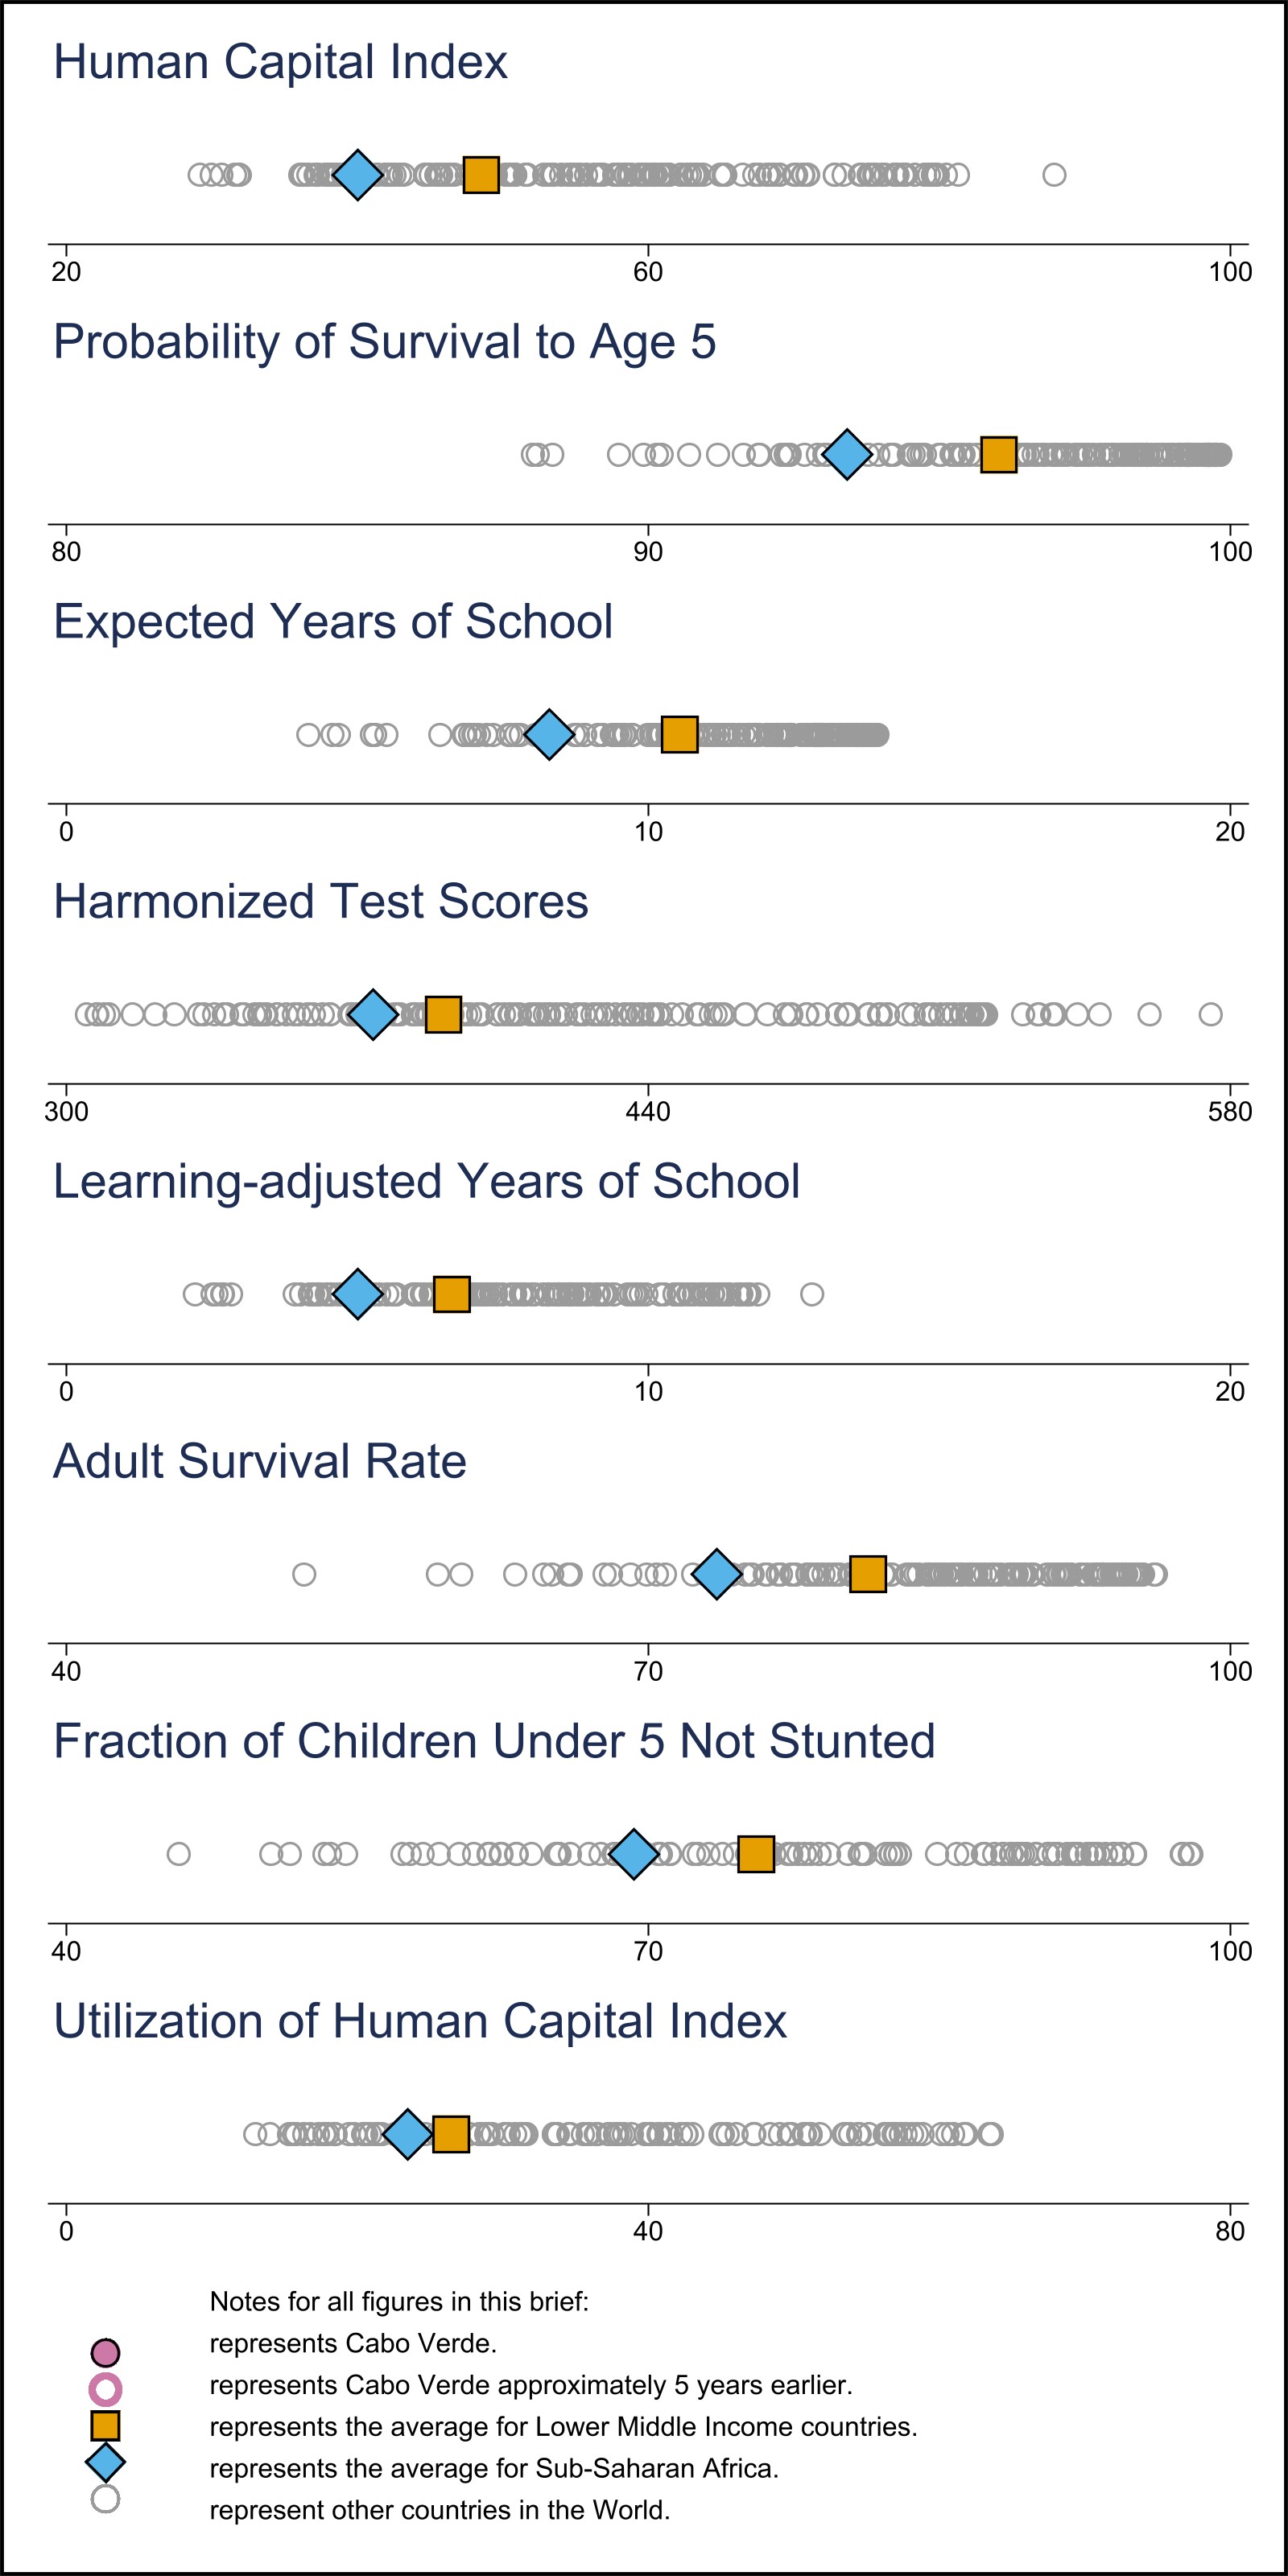 Human Capital Index
20 60 100
Probability of Survival to Age 5
80 90 100
Expected Years of School
0 10 20
Harmonized Test Scores
300 440 580
Learning-adjusted Years of School
0 10 20
Adult Survival Rate
40 70 100
Fraction of Children Under 5 Not Stunted
40 70 100
Utilization of Human Capital Index
0 40 80
Notes for all figures in this brief:
represents Cabo Verde.
represents Cabo Verde approximately 5 years earlier.
represents the average for Lower Middle Income countries.
represents the average for Sub-Saharan Africa.
represent other countries in the World.